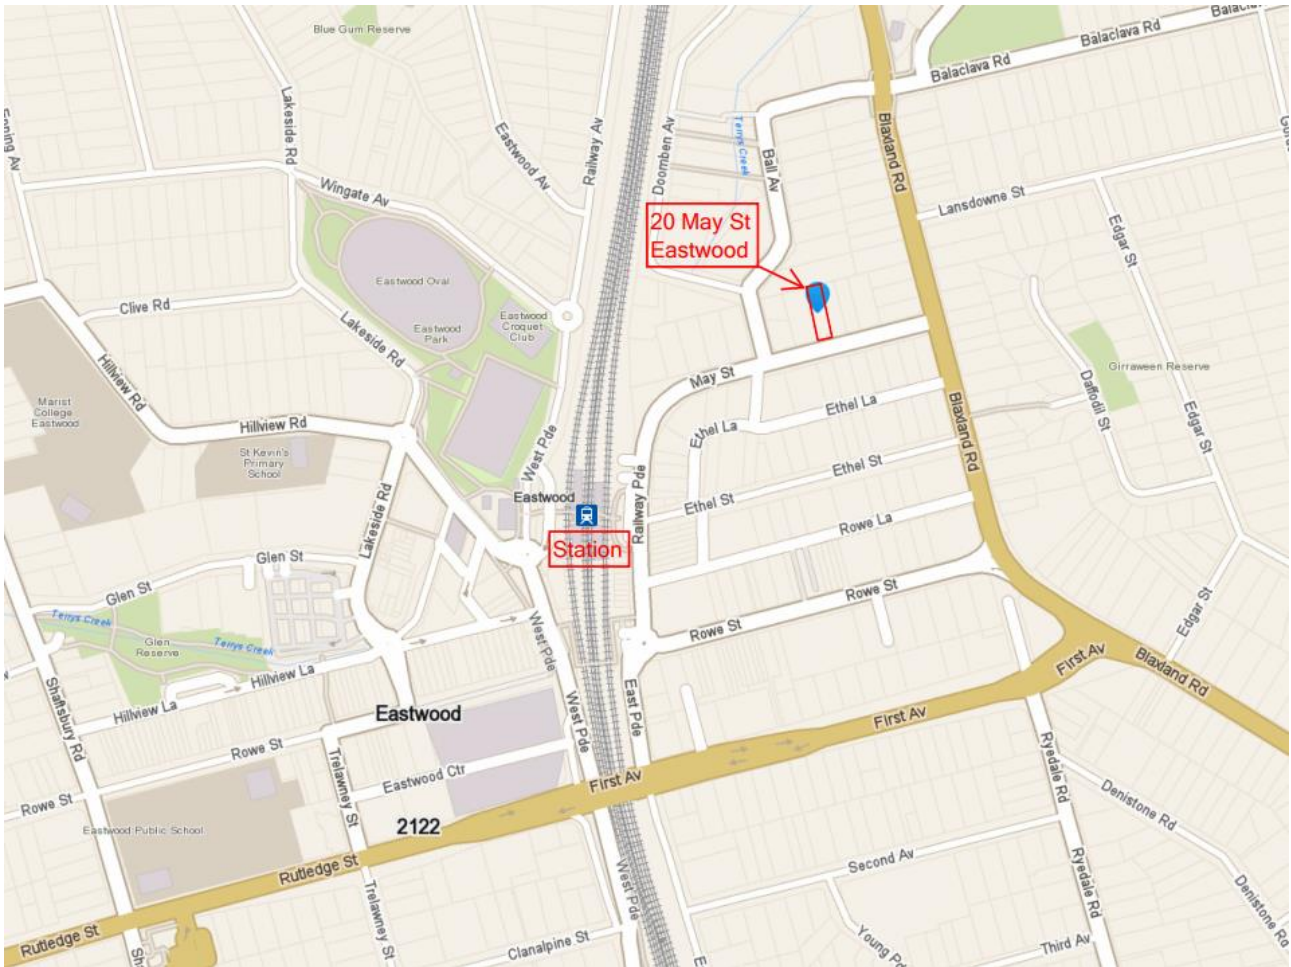 Blue Gum Reserve
Balaclava Rd
Balaclava Rd
Lakeside Rd
Eastwood Av
Railway Av
Doomben Av
Terrys Creek
Ball Av
Blaxland Rd
Wingate Av
Lansdowne St
Edgar St
20 May St
Eastwood
Eastwood Oval
Clive Rd
Eastwood
Croquet
Club
Eastwood
Park
Lakeside Rd
Hillview Rd
May St
Girraween Reserve
Daffodil St
Marist
College
Eastwood
Ethel La
Ethel La
Blaxland Rd
Edgar St
Hillview Rd
St Kevin's
Primary
School
West Pde
Ethel St
Ethel St
Railway Pde
Eastwood
Lakeside Rd
Rowe La
Station
Glen St
Glen St
Rowe St
Rowe St
Edgar St
Terrys Creek
Terrys Creek
Glen
Reserve
West Pde
Hillview La
Hillview La
First Av
Blaxland Rd
Shaftsbury Rd
East Pde
West Pde
Eastwood
First Av
Rowe St
Rowe St
Trelawney St
Eastwood Ctr
First Av
Ryedale Rd
Denistone Rd
Eastwood Public School
2122
Rutledge St
Second Av
Ryedale Rd
West Pde
Trelawney St
Denistone Rd
Rutledge St
Clanalpine St
Third Av